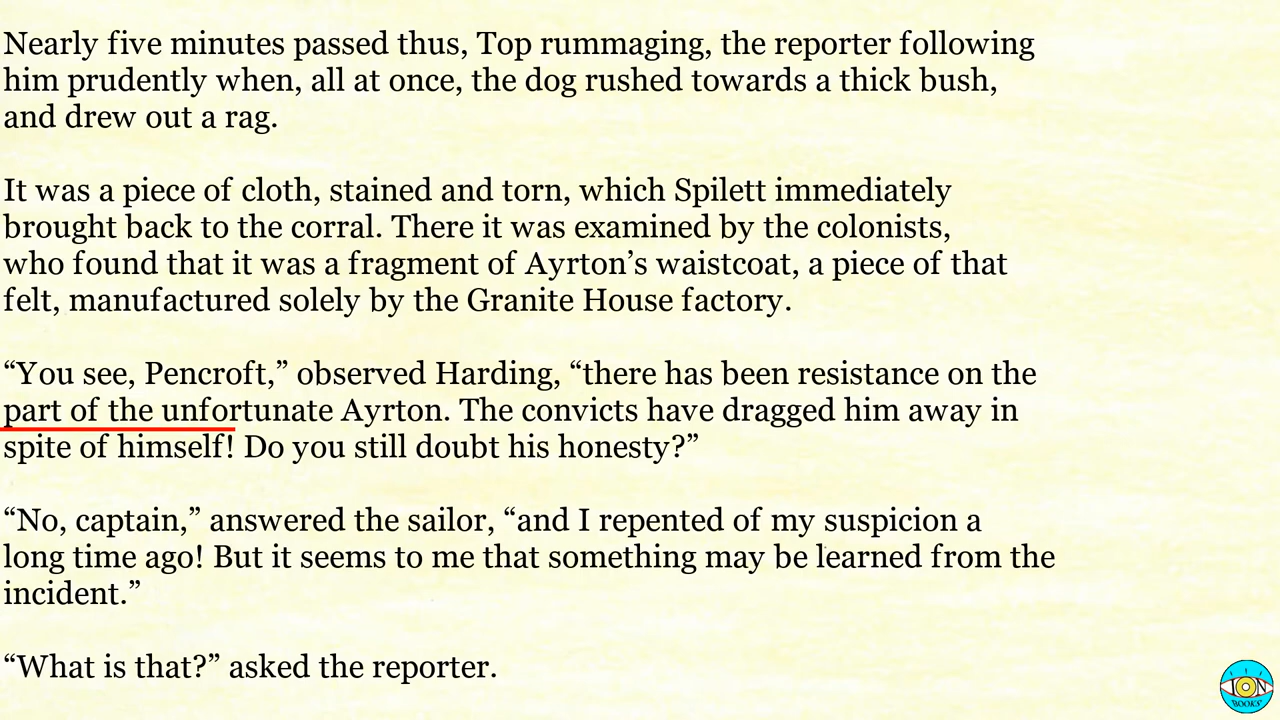 Nearly five minutes passed thus, Top rummaging, the reporter following
him prudently when, all at once, the dog rushed towards a thick bush,
and drew out a rag.
It was a piece of cloth, stained and torn, which Spilett immediately
brought back to the corral. There it was examined by the colonists,
who found that it was a fragment of Ayrton’s waistcoat, a piece of that
felt, manufactured solely by the Granite House factory.
“You see, Pencroft,” observed Harding, “there has been resistance on the
part of the unfortunate Ayrton. The convicts have dragged him away in
spite of himself! Do you still doubt his honesty?”
“No, captain,” answered the sailor, “and I repented of my suspicion a
long time ago! But it seems to me that something may be learned from the
incident.”
“What is that?” asked the reporter.
ION
BOOKS